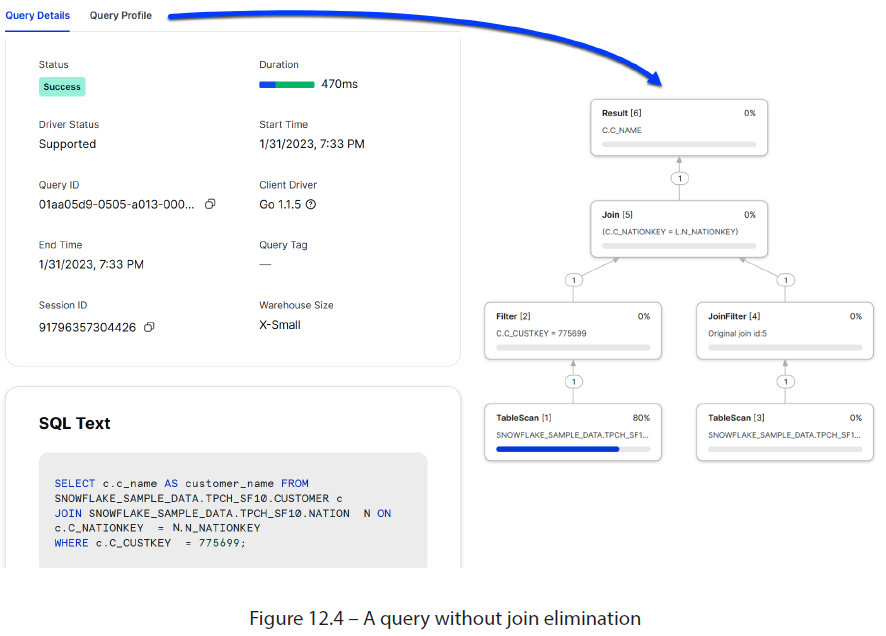 Query Details
Query Profile
Status
Success
Duration
470ms
Driver Status
Supported
Start Time
1/31/2023, 7:33 PM
Query ID
01aa05d9-0505-a013-000...
Client Driver
Go 1.1.5
End Time
1/31/2023, 7:33 PM
Query Tag
—
Session ID
91796357304426
Warehouse Size
X-Small
SQL Text
SELECT c.c_name AS customer_name FROM
SNOWFLAKE_SAMPLE_DATA.TPCH_SF10.CUSTOMER c
JOIN SNOWFLAKE_SAMPLE_DATA.TPCH_SF10.NATION N ON
c.C_NATIONKEY = N.N_NATIONKEY
WHERE c.C_CUSTKEY = 775699;
Result [6] 0%
C.C_NAME
1
Join [5] 0%
(C.C_NATIONKEY = L.N_NATIONKEY)
1
1
Filter [2] 0%
C.C_CUSTKEY = 775699
JoinFilter [4] 0%
Original join id:5
1
1
TableScan [1] 80%
SNOWFLAKE_SAMPLE_DATA.TPCH_SF1...
TableScan [3] 0%
SNOWFLAKE_SAMPLE_DATA.TPCH_SF1...
Figure 12.4 – A query without join elimination